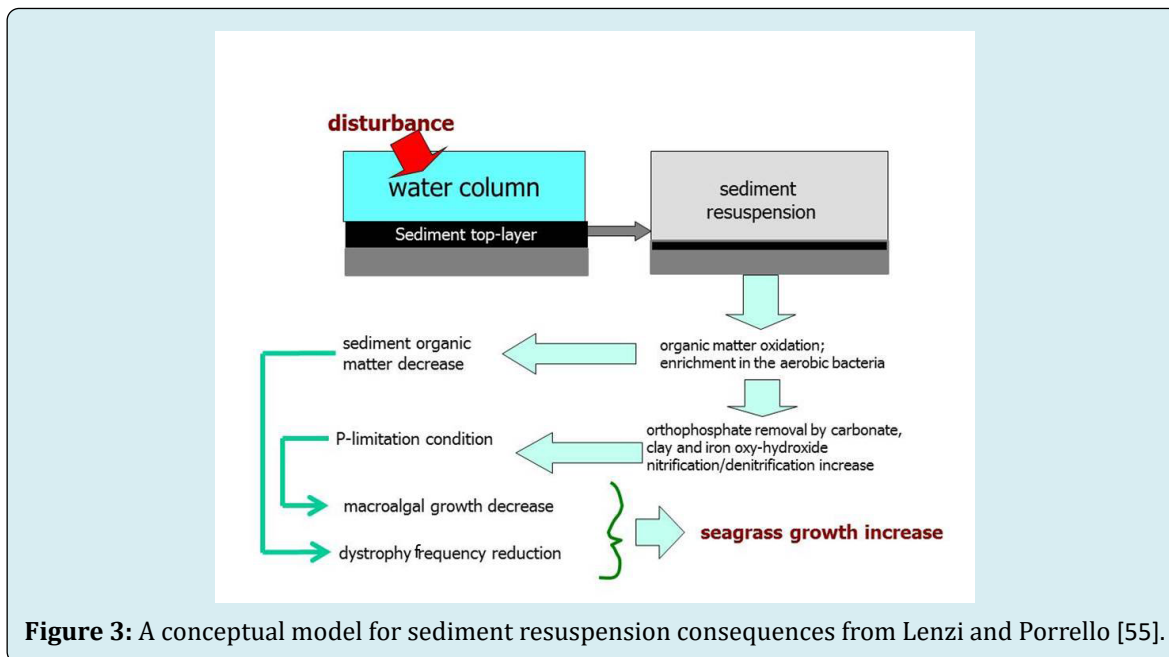 disturbance
water column
Sediment top-layer
sediment
resuspension
organic matter oxidation;
enrichment in the aerobic bacteria
sediment organic
matter decrease
orthophosphate removal by carbonate,
clay and iron oxy-hydroxide
nitrification/denitrification increase
P-limitation condition
macroalgal growth decrease
dystrophy frequency reduction
seagrass growth increase
Figure 3: A conceptual model for sediment resuspension consequences from Lenzi and Porrello [55].